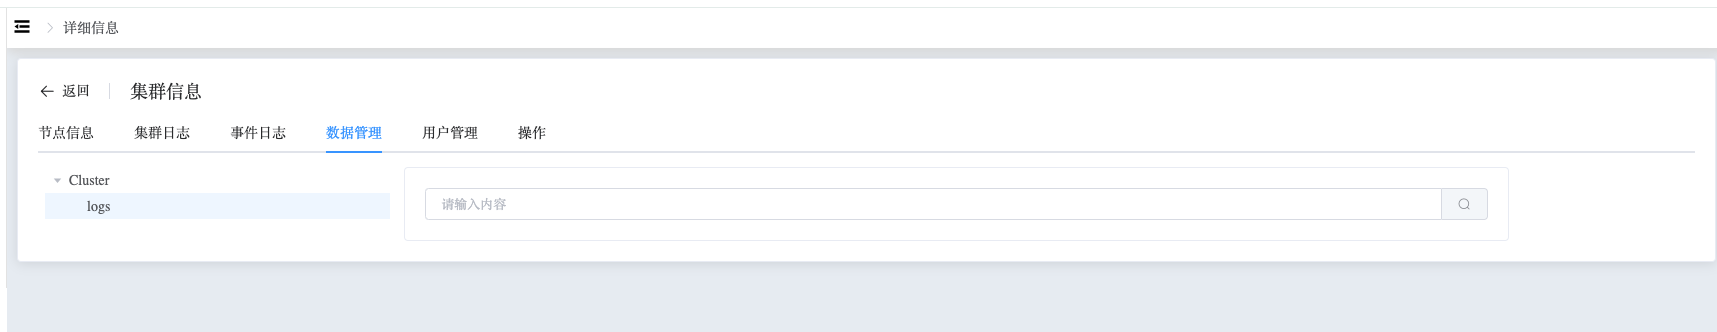 详细信息
返回 集群信息
节点信息 集群日志 事件日志 数据管理 用户管理 操作
Cluster
logs
请输入内容